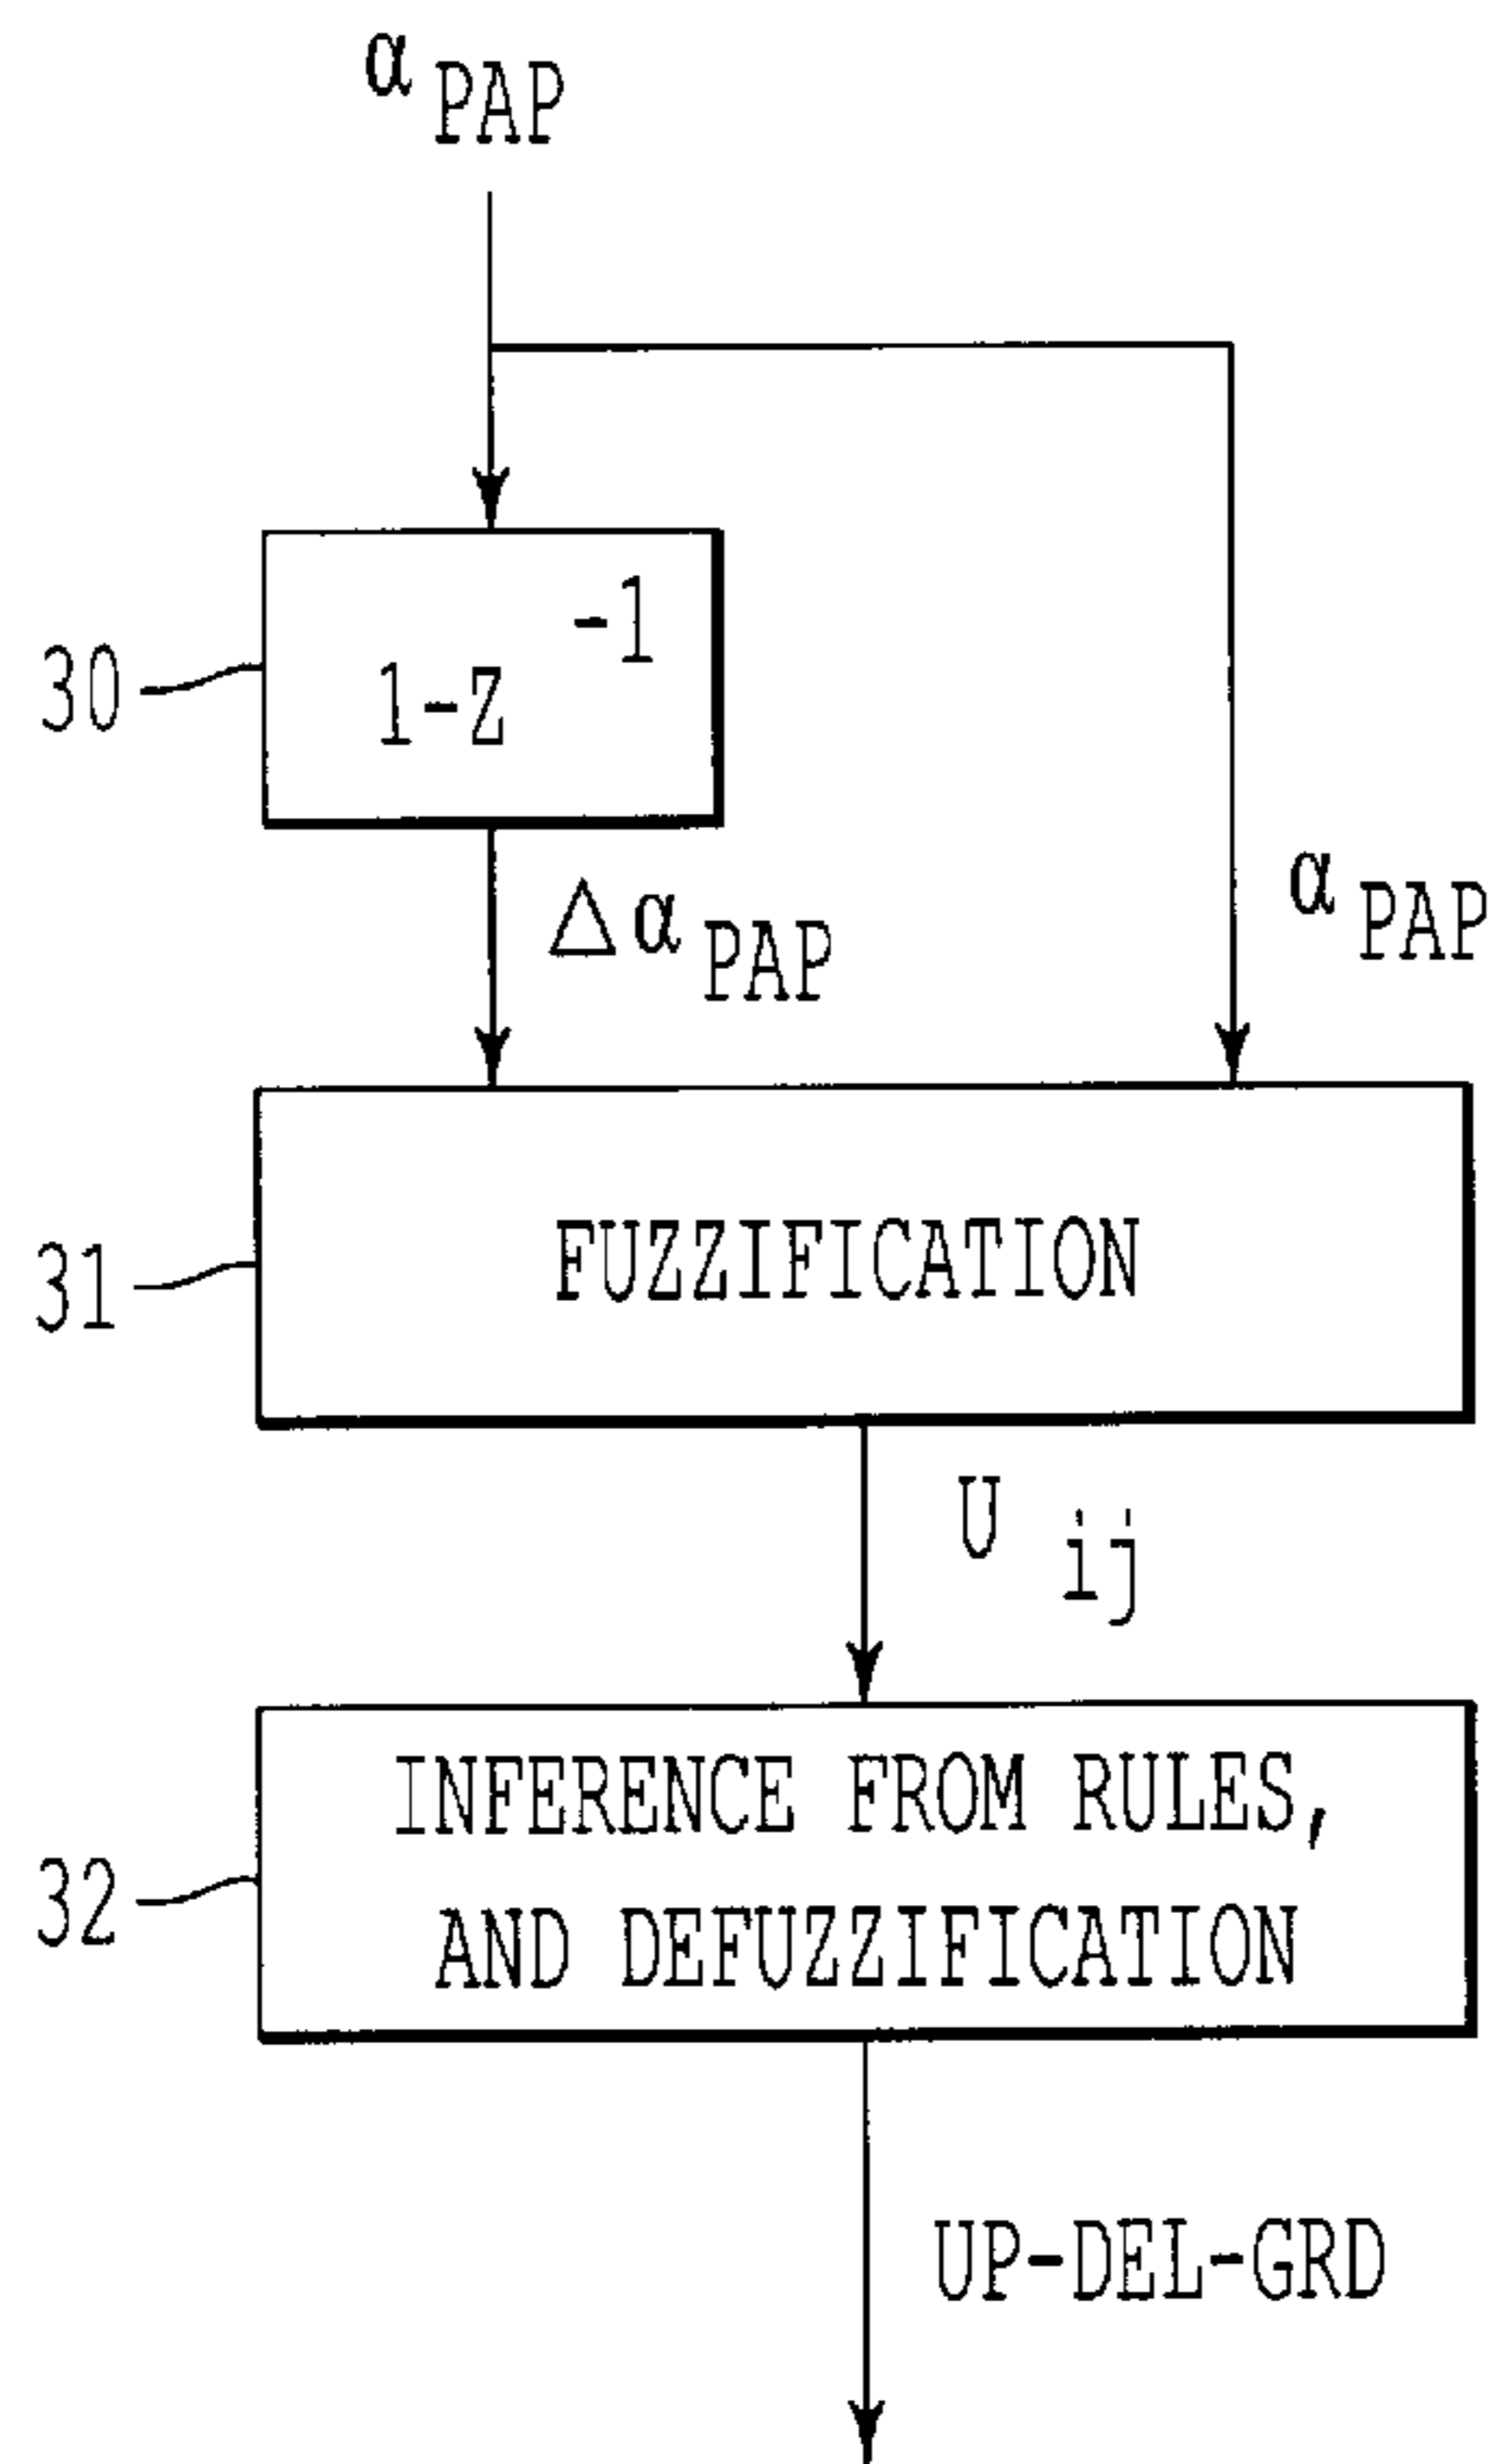 α PAP
-1
30 1-Z
Δα PAP
α PAP
31 FUZZIFICATION
U ij
INFERENCE FROM RULES,
32
AND DEFUZZIFICATION
UP-DEL-GRD